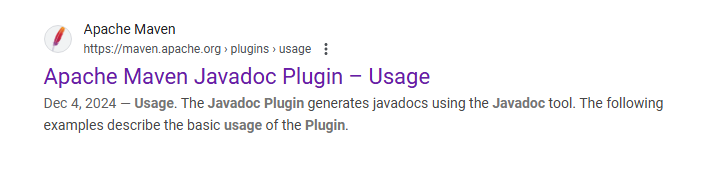 Apache Maven
https://maven.apache.org › plugins › usage
Apache Maven Javadoc Plugin – Usage
Dec 4, 2024 — Usage. The Javadoc Plugin generates javadocs using the Javadoc tool. The following
examples describe the basic usage of the Plugin.